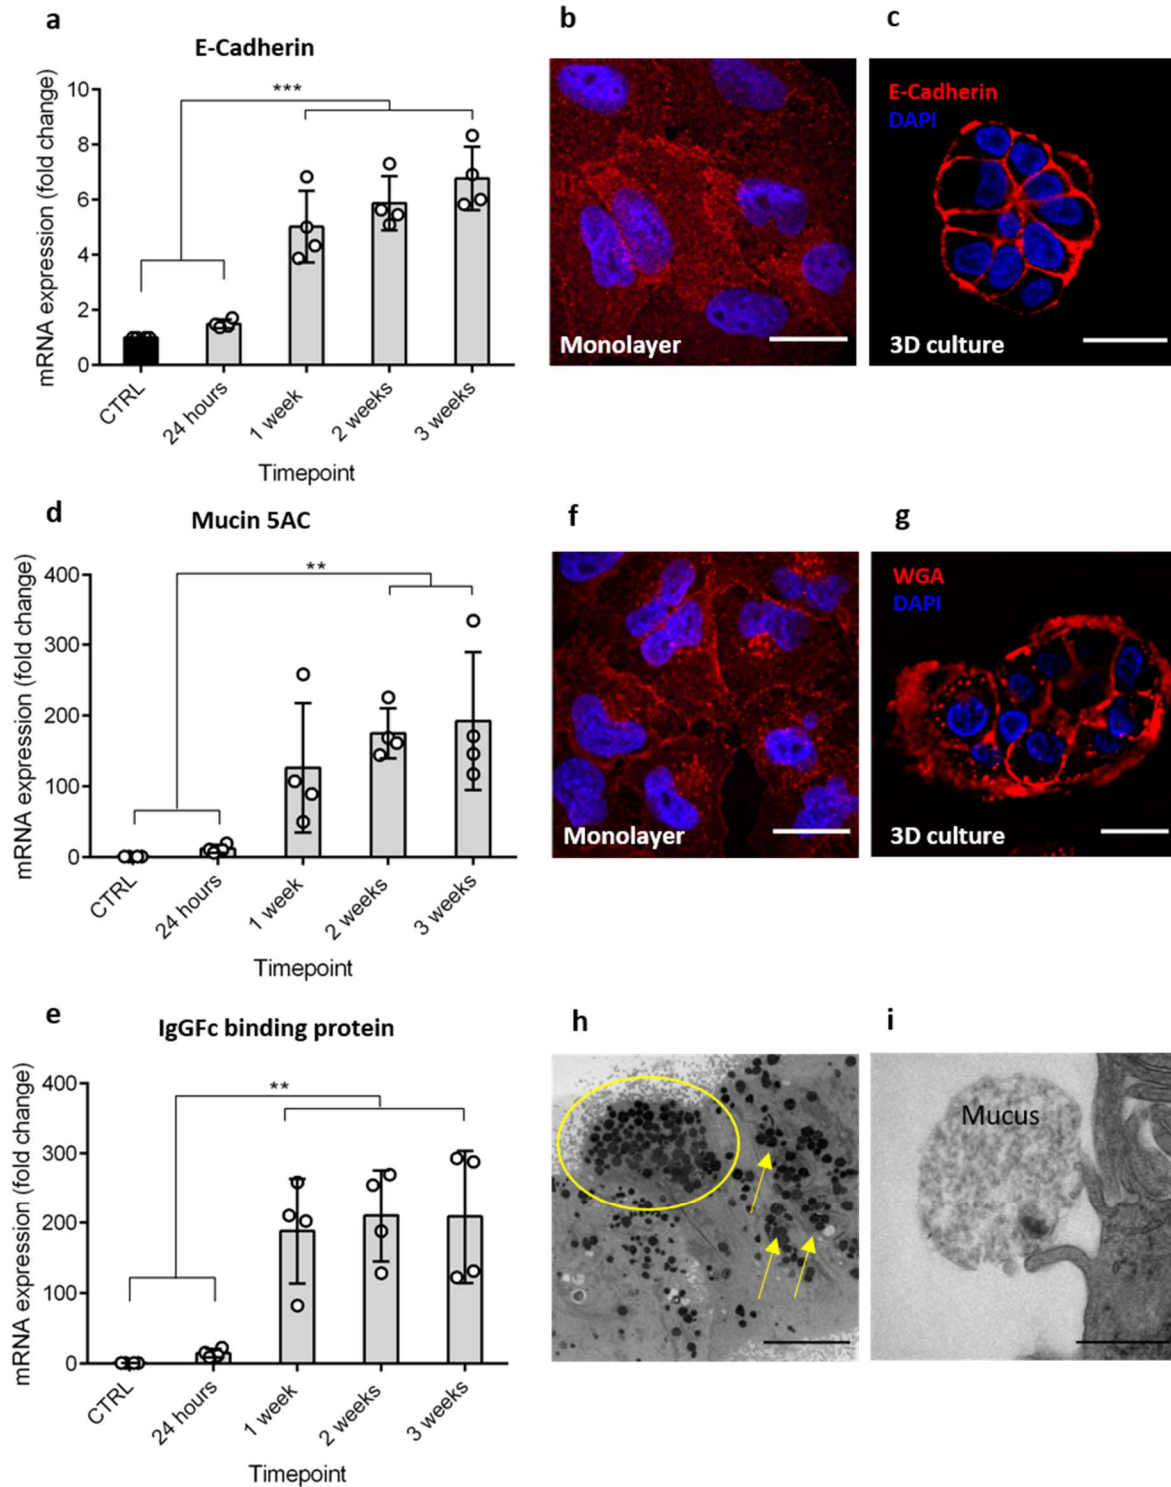 a
E-Cadherin
mRNA expression (fold change)
10
8
6
4
2
0
***
CTRL
24 hours
1 week
2 weeks
3 weeks
Timepoint
b
Monolayer
c
E-Cadherin
DAPI
3D culture
d
Mucin 5AC
mRNA expression (fold change)
400
300
200
100
0
**
CTRL
24 hours
1 week
2 weeks
3 weeks
Timepoint
f
Monolayer
g
WGA
DAPI
3D culture
e
IgGFc binding protein
mRNA expression (fold change)
400
300
200
100
0
**
CTRL
24 hours
1 week
2 weeks
3 weeks
Timepoint
h
i
Mucus